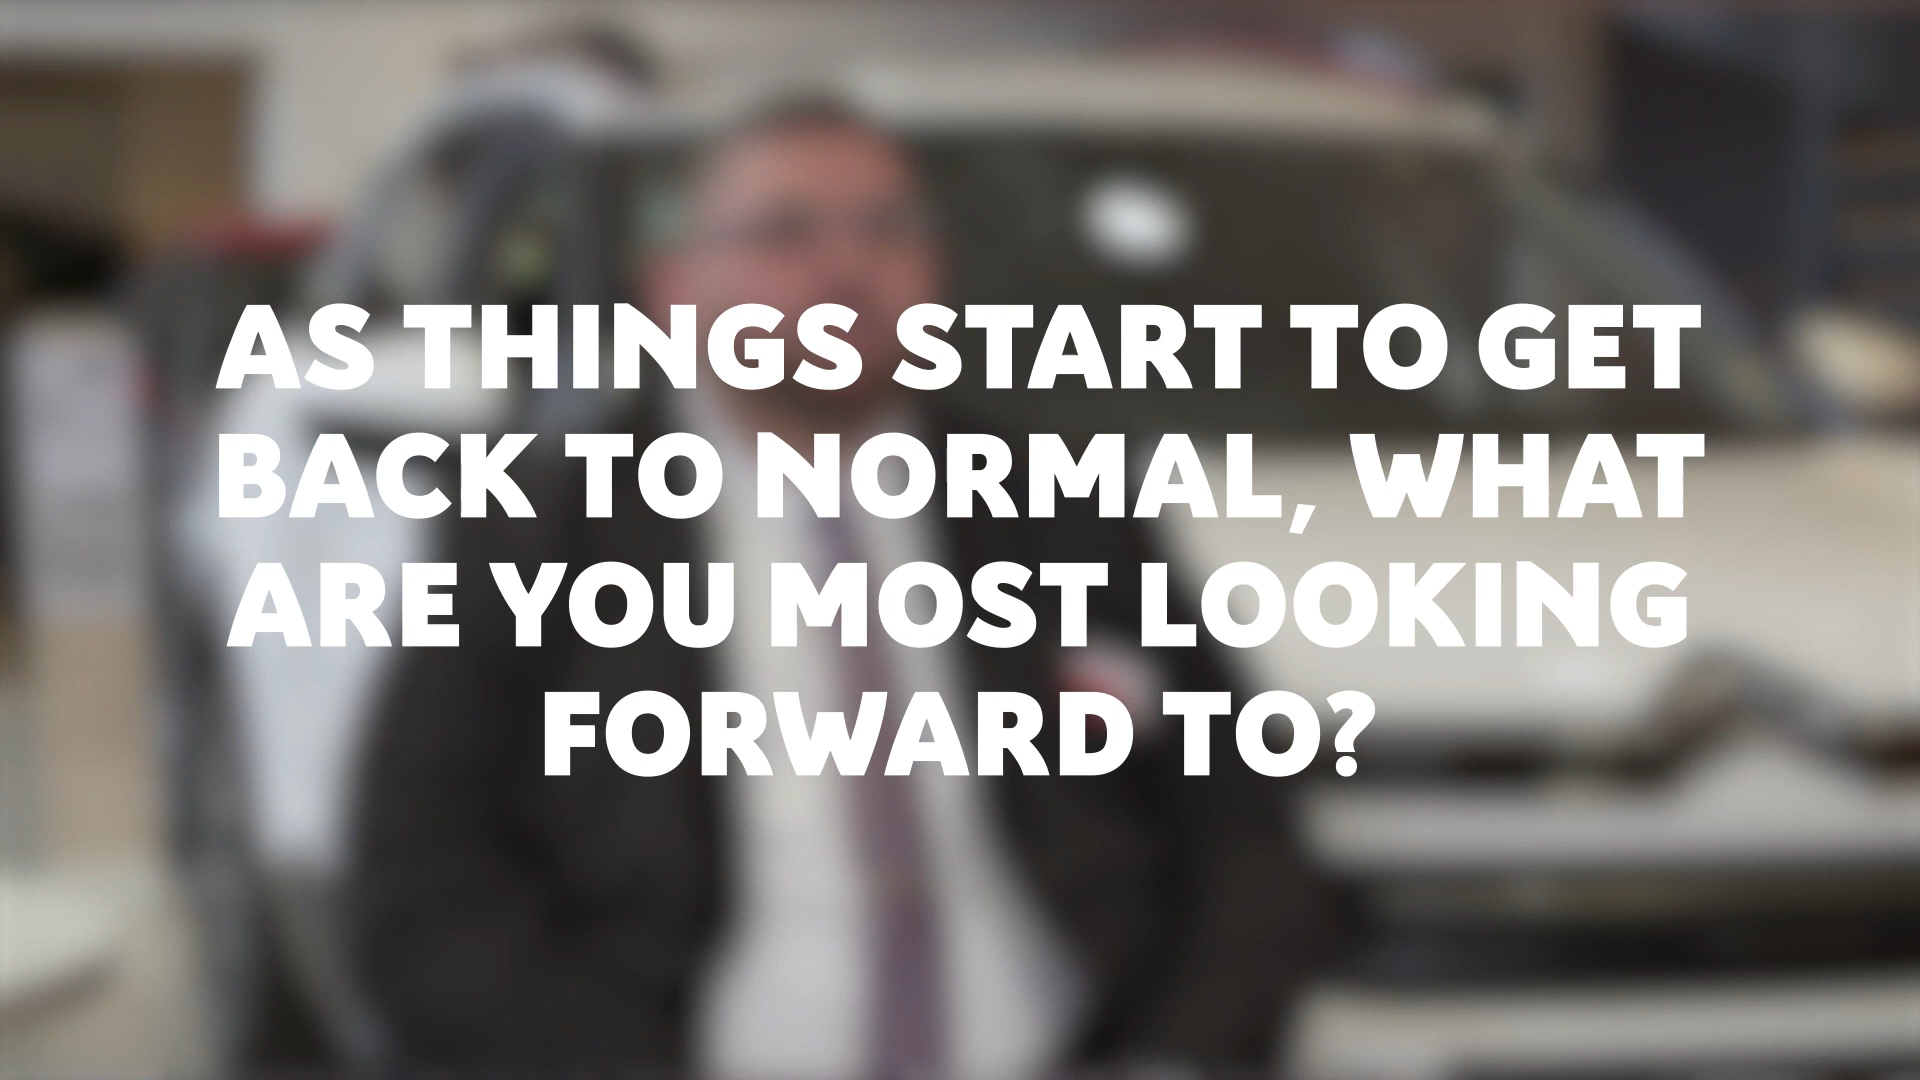 AS THINGS START TO GET
BACK TO NORMAL, WHAT
ARE YOU MOST LOOKING
FORWARD TO?